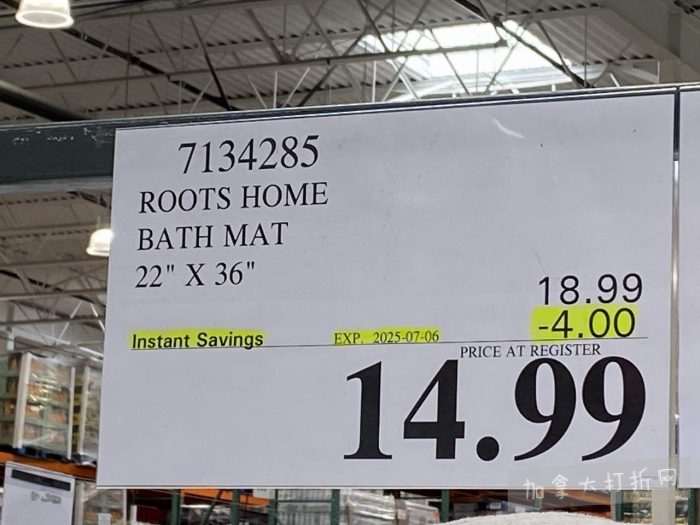 7134285
ROOTS HOME
BATH MAT
22" X 36"
18.99
Instant Savings EXP. 2025-07-06 -4.00
PRICE AT REGISTER
14.99
加拿大打折网